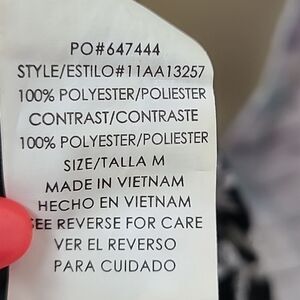 PO#647444
STYLE/ESTILO#11AA13257
100% POLYESTER/POLIESTER
CONTRAST/CONTRASTE
100% POLYESTER/POLIESTER
SIZE/TALLA M
MADE IN VIETNAM
HECHO EN VIETNAM
SEE REVERSE FOR CARE
VER EL REVERSO
PARA CUIDADO